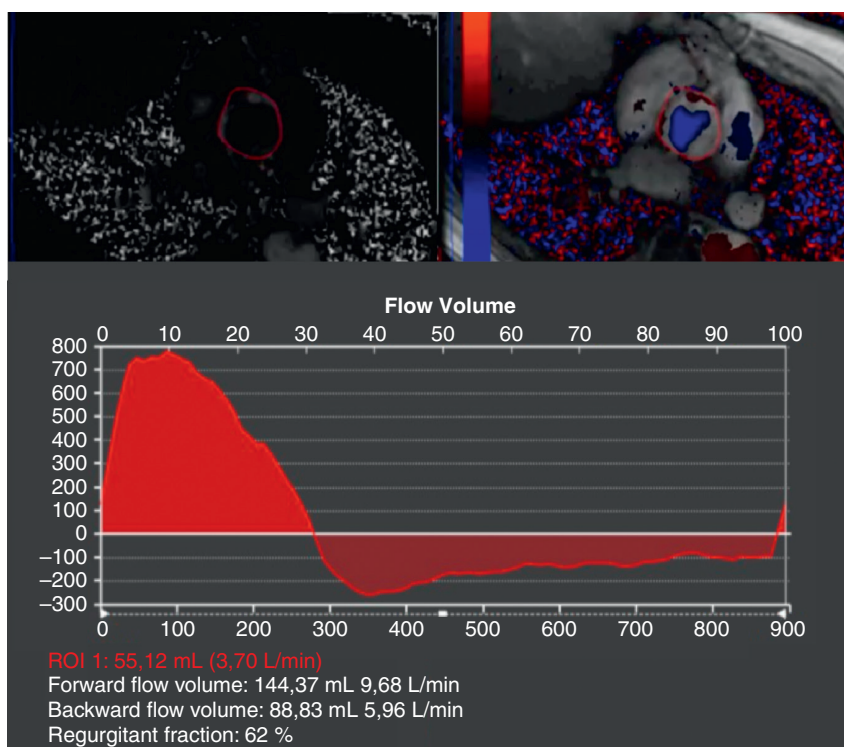 Flow Volume
0 10 20 30 40 50 60 70 80 90 100
800
700
600
500
400
300
200
100
0
–100
–200
–300
0 100 200 300 400 500 600 700 800 900
ROI 1: 55,12 mL (3,70 L/min)
Forward flow volume: 144,37 mL 9,68 L/min
Backward flow volume: 88,83 mL 5,96 L/min
Regurgitant fraction: 62 %